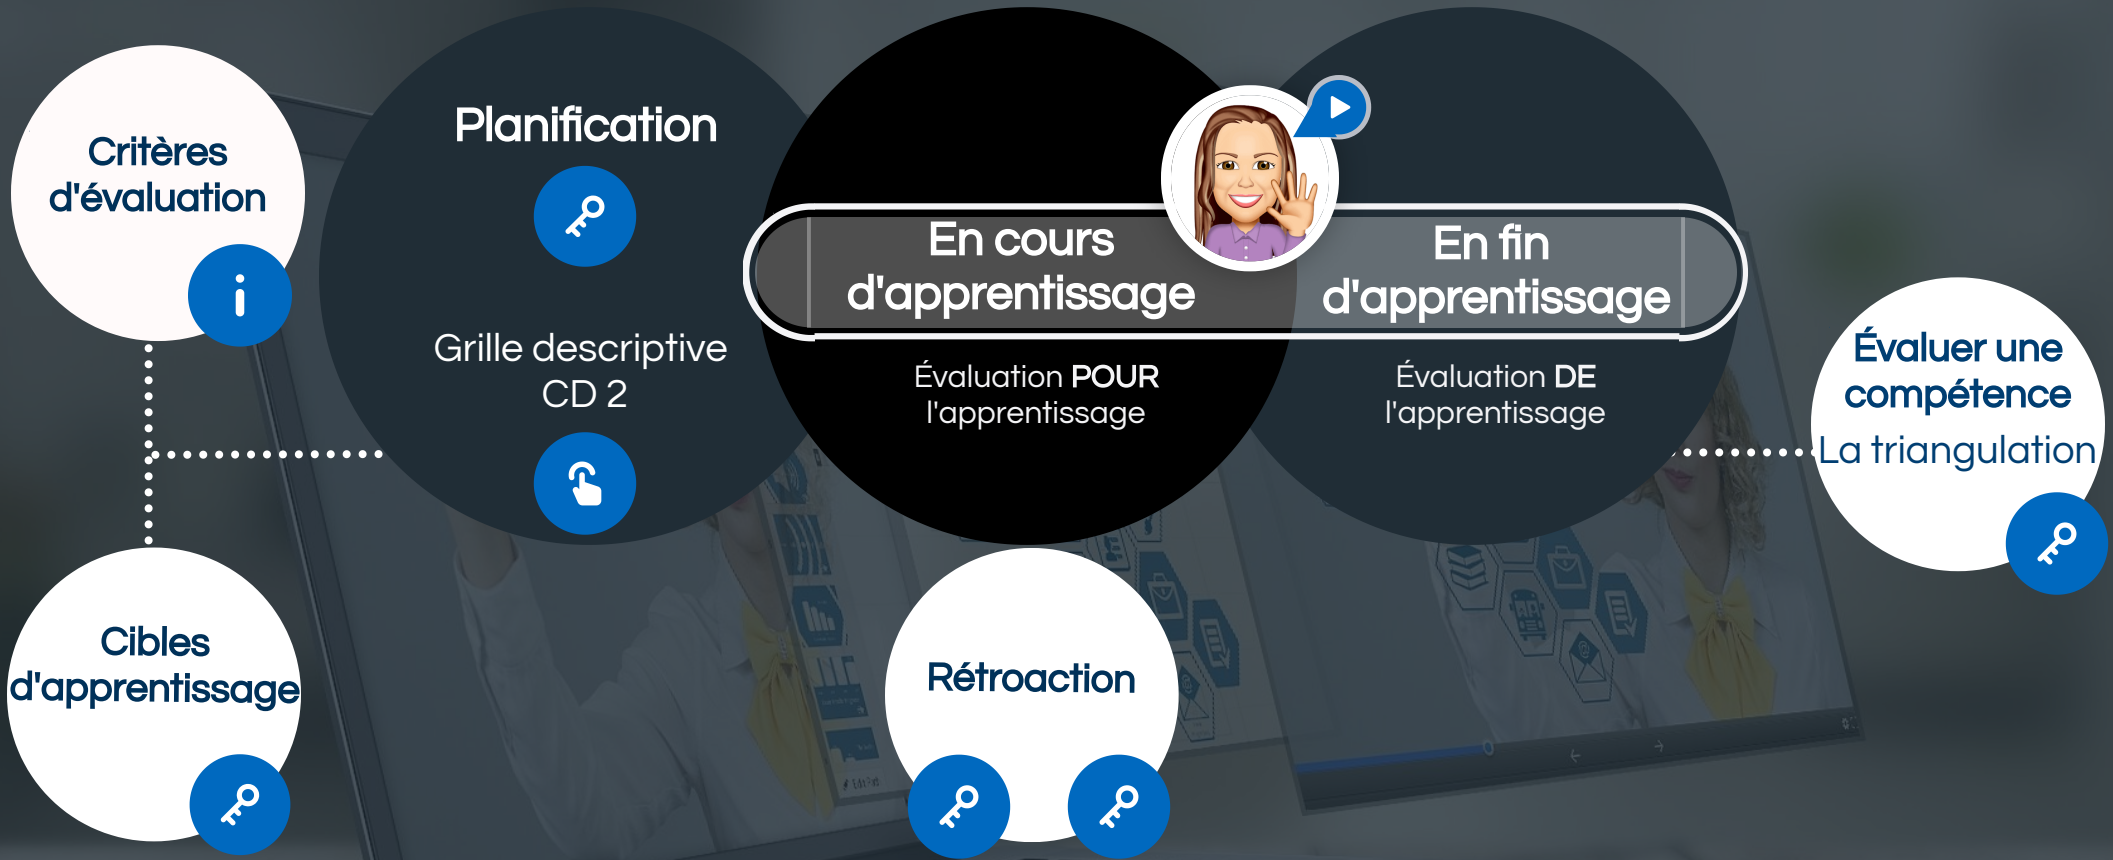 Critères
d'évaluation
Planification
Grille descriptive
CD 2
En cours
d'apprentissage
Évaluation POUR
l'apprentissage
En fin
d'apprentissage
Évaluation DE
l'apprentissage
Évaluer une
compétence
La triangulation
Cibles
d'apprentissage
Rétroaction